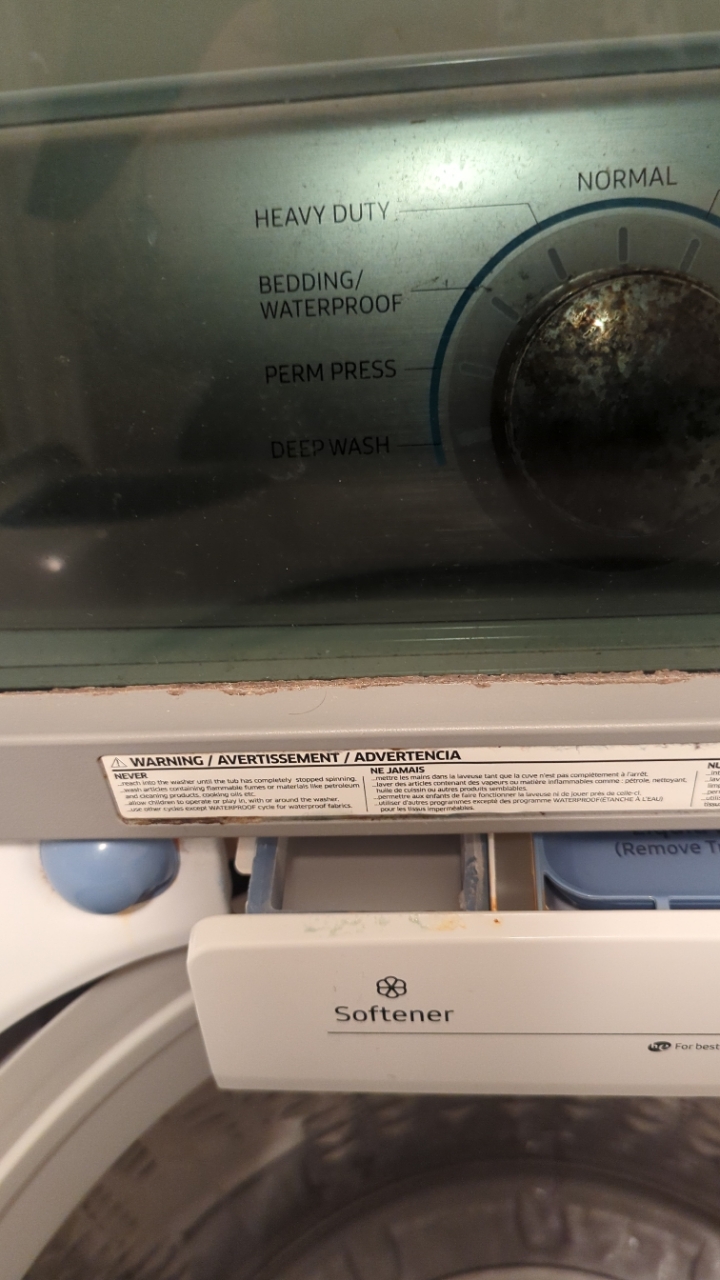 NORMAL
HEAVY DUTY
BEDDING/
WATERPROOF
PERM PRESS
DEEP WASH
WARNING / AVERTISSEMENT / ADVERTENCIA
NEVER
...reach into the washer until the tub has completely stopped spinning.
...wash articles containing flammable fumes or materials like petroleum
and cleaning products, cooking oils etc.
...allow children to operate or play in, with or around the washer.
...use other cycles except WATERPROOF cycle for waterproof fabrics.
NE JAMAIS
...mettre les mains dans la laveuse tant que la cuve n'est pas complètement à l'arrêt.
...laver des articles contenant des vapeurs ou matière inflammables comme : pétrole, nettoyant,
huile de cuisson ou autres produits semblables.
...permettre aux enfants de faire fonctionner la laveuse ni de jouer près de celle-ci.
...utiliser d'autres programmes excepté des programme WATERPROOF(ÉTANCHE À L'EAU)
pour les tissus imperméables.
(Remove
Softener
For best